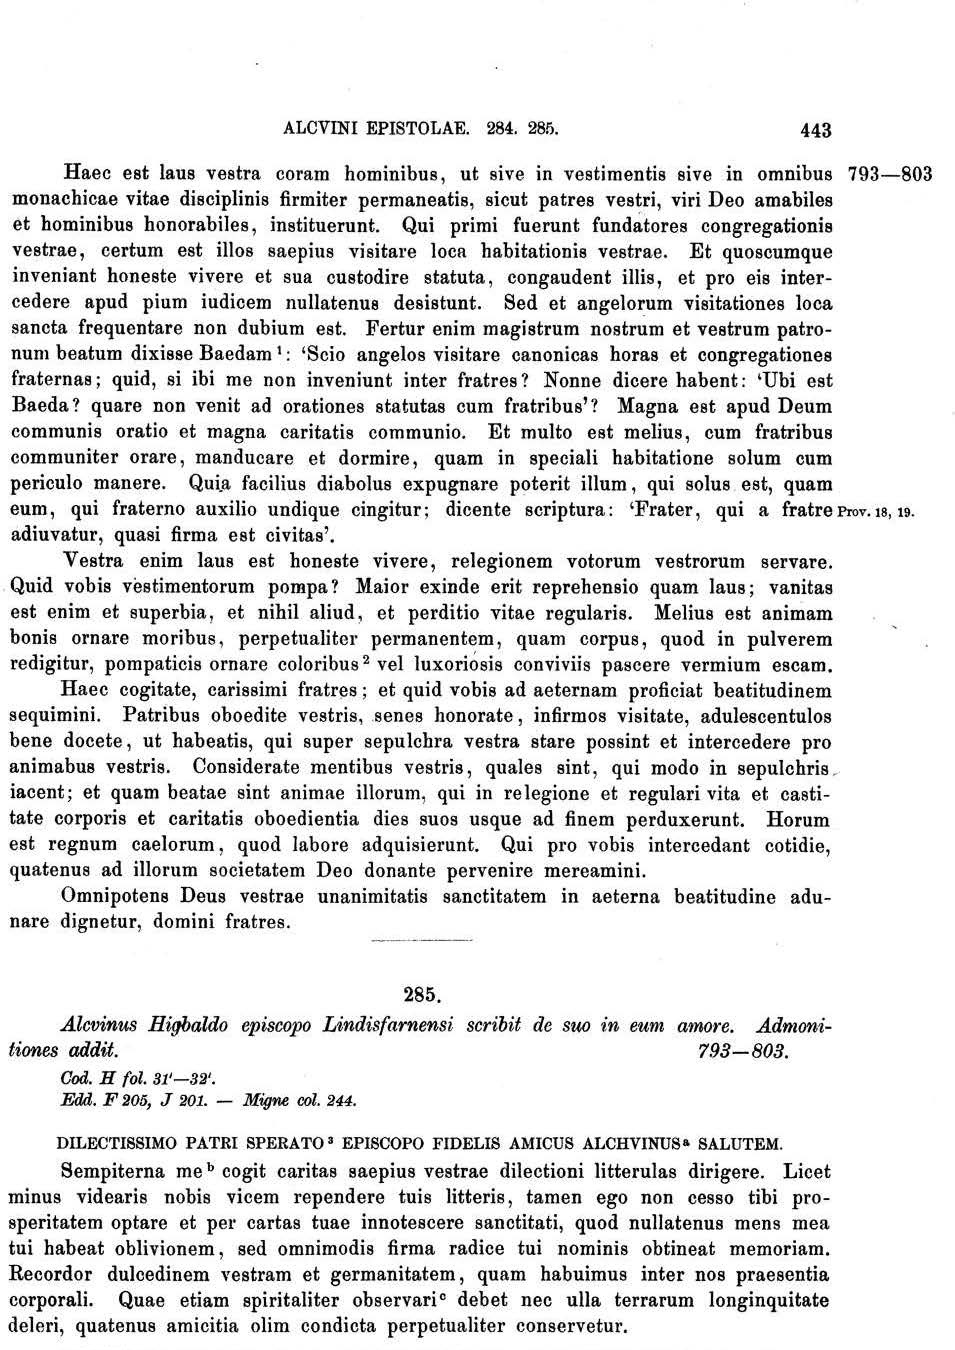 ALCVINI EPISTOLAE. 284. 285.
443
Haec est laus vestra coram hominibus, ut sive in vestimentis sive in omnibus 793—803
monachicae vitae disciplinis firmiter permaneatis, sicut patres vestri, viri Deo amabiles
et hominibus honorabiles, instituerunt. Qui primi fuerunt fundatores congregationis
vestrae, certum est illos saepius visitare loca habitationis vestrae. Et quoscumque
inveniant honeste vivere et sua custodire statuta, congaudent illis, et pro eis inter-
cedere apud pium iudicem nullatenus desistunt. Sed et angelorum visitationes loca
sancta frequentare non dubium est. Fertur enim magistrum nostrum et vestrum patro-
num beatum dixisse Baedam¹: ‘Scio angelos visitare canonicas horas et congregationes
fraternas; quid, si ibi me non inveniunt inter fratres? Nonne dicere habent: ‘Ubi est
Baeda? quare non venit ad orationes statutas cum fratribus’? Magna est apud Deum
communis oratio et magna caritatis communio. Et multo est melius, cum fratribus
communiter orare, manducare et dormire, quam in speciali habitatione solum cum
periculo manere. Quia facilius diabolus expugnare poterit illum, qui solus est, quam
eum, qui fraterno auxilio undique cingitur; dicente scriptura: ‘Frater, qui a fratre Prov. 18, 19.
adiuvatur, quasi firma est civitas’.
Vestra enim laus est honeste vivere, relegionem votorum vestrorum servare.
Quid vobis vestimentorum pompa? Maior exinde erit reprehensio quam laus; vanitas
est enim et superbia, et nihil aliud, et perditio vitae regularis. Melius est animam
bonis ornare moribus, perpetualiter permanentem, quam corpus, quod in pulverem
redigitur, pompaticis ornare coloribus² vel luxoriosis conviviis pascere vermium escam.
Haec cogitate, carissimi fratres; et quid vobis ad aeternam proficiat beatitudinem
sequimini. Patribus oboedite vestris, senes honorate, infirmos visitate, adulescentulos
bene docete, ut habeatis, qui super sepulchra vestra stare possint et intercedere pro
animabus vestris. Considerate mentibus vestris, quales sint, qui modo in sepulchris
iacent; et quam beatae sint animae illorum, qui in relegione et regulari vita et casti-
tate corporis et caritatis oboedientia dies suos usque ad finem perduxerunt. Horum
est regnum caelorum, quod labore adquisierunt. Qui pro vobis intercedant cotidie,
quatenus ad illorum societatem Deo donante pervenire mereamini.
Omnipotens Deus vestrae unanimitatis sanctitatem in aeterna beatitudine adu-
nare dignetur, domini fratres.
285.
Alcvinus Higbaldo episcopo Lindisfarnensi scribit de suo in eum amore. Admoni-
tiones addit. 793—803.
Cod. H fol. 31'—32'.
Edd. F 205, J 201. — Migne col. 244.
DILECTISSIMO PATRI SPERATO³ EPISCOPO FIDELIS AMICUS ALCHVINUSᵃ SALUTEM.
Sempiterna meᵇ cogit caritas saepius vestrae dilectioni litterulas dirigere. Licet
minus videaris nobis vicem rependere tuis litteris, tamen ego non cesso tibi pro-
speritatem optare et per cartas tuae innotescere sanctitati, quod nullatenus mens mea
tui habeat oblivionem, sed omnimodis firma radice tui nominis obtineat memoriam.
Recordor dulcedinem vestram et germanitatem, quam habuimus inter nos praesentia
corporali. Quae etiam spiritaliter observariᶜ debet nec ulla terrarum longinquitate
deleri, quatenus amicitia olim condicta perpetualiter conservetur.